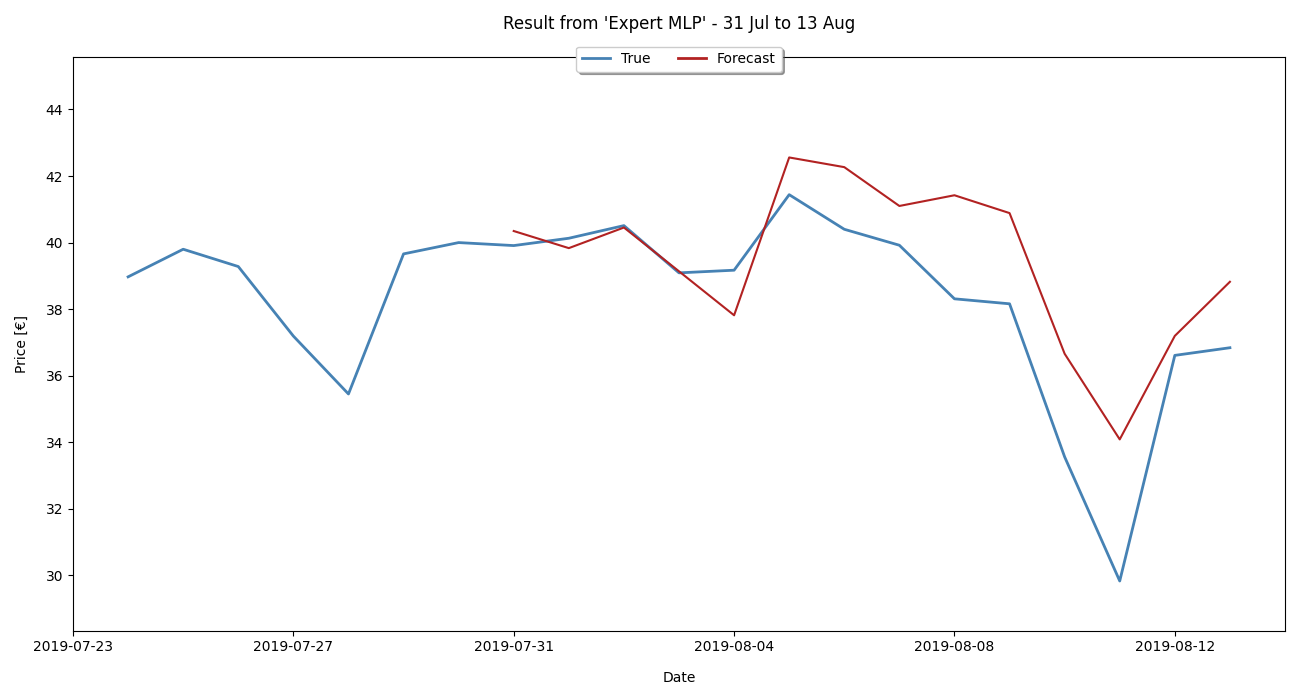 Result from 'Expert MLP' - 31 Jul to 13 Aug
True
Forecast
Price [€]
44
42
40
38
36
34
32
30
2019-07-23
2019-07-27
2019-07-31
2019-08-04
2019-08-08
2019-08-12
Date